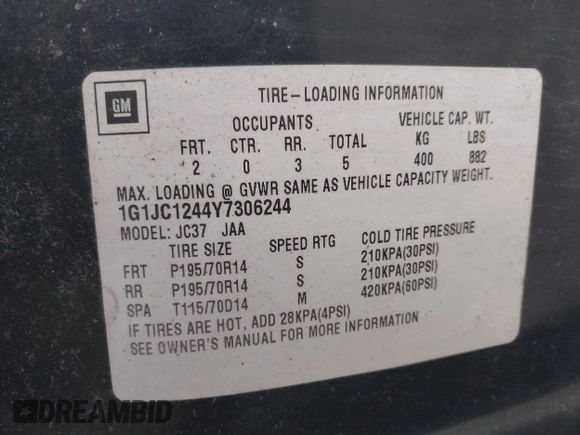 GM
TIRE-LOADING INFORMATION
OCCUPANTS VEHICLE CAP. WT.
FRT. CTR. RR. TOTAL KG LBS
2 0 3 5 400 882
MAX. LOADING @ GVWR SAME AS VEHICLE CAPACITY WEIGHT.
1G1JC1244Y7306244
MODEL: JC37 JAA
TIRE SIZE SPEED RTG COLD TIRE PRESSURE
FRT P195/70R14 S 210KPA(30PSI)
RR P195/70R14 S 210KPA(30PSI)
SPA T115/70D14 M 420KPA(60PSI)
IF TIRES ARE HOT, ADD 28KPA(4PSI)
SEE OWNER'S MANUAL FOR MORE INFORMATION
DREAMBID